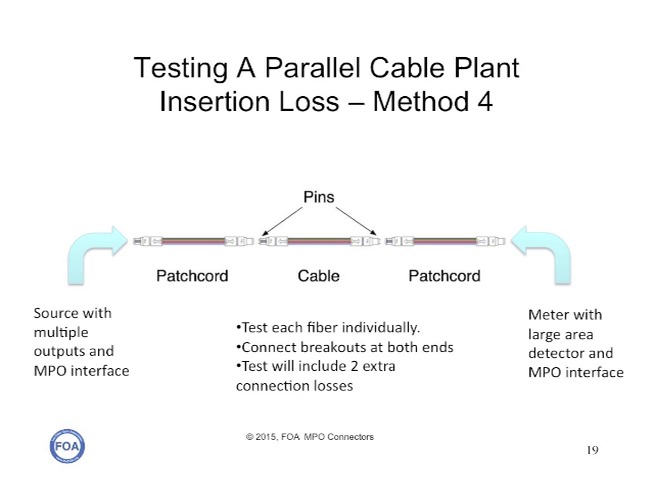 Testing A Parallel Cable Plant
Insertion Loss – Method 4
Pins
Patchcord
Cable
Patchcord
Source with
multiple
outputs and
MPO interface
•Test each fiber individually.
•Connect breakouts at both ends
•Test will include 2 extra
connection losses
Meter with
large area
detector and
MPO interface
FOA
© 2015, FOA MPO Connectors
19